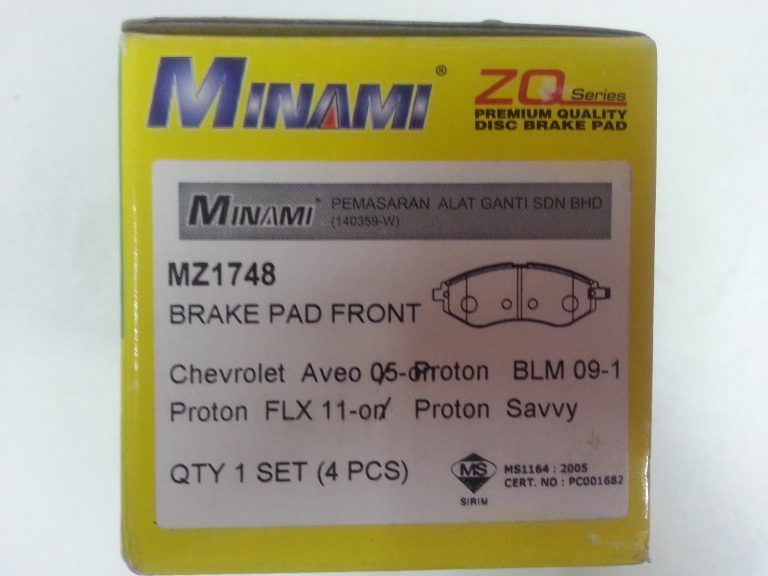 MINAMI®
ZQ Series
PREMIUM QUALITY
DISC BRAKE PAD
MINAMI® PEMASARAN ALAT GANTI SDN BHD
(140359-W)
MZ1748
BRAKE PAD FRONT
Chevrolet Aveo 05-on/ Proton BLM 09-1
Proton FLX 11-on/ Proton Savvy
QTY 1 SET (4 PCS)
MS
SIRIM
MS1164 : 2005
CERT. NO : PC001682